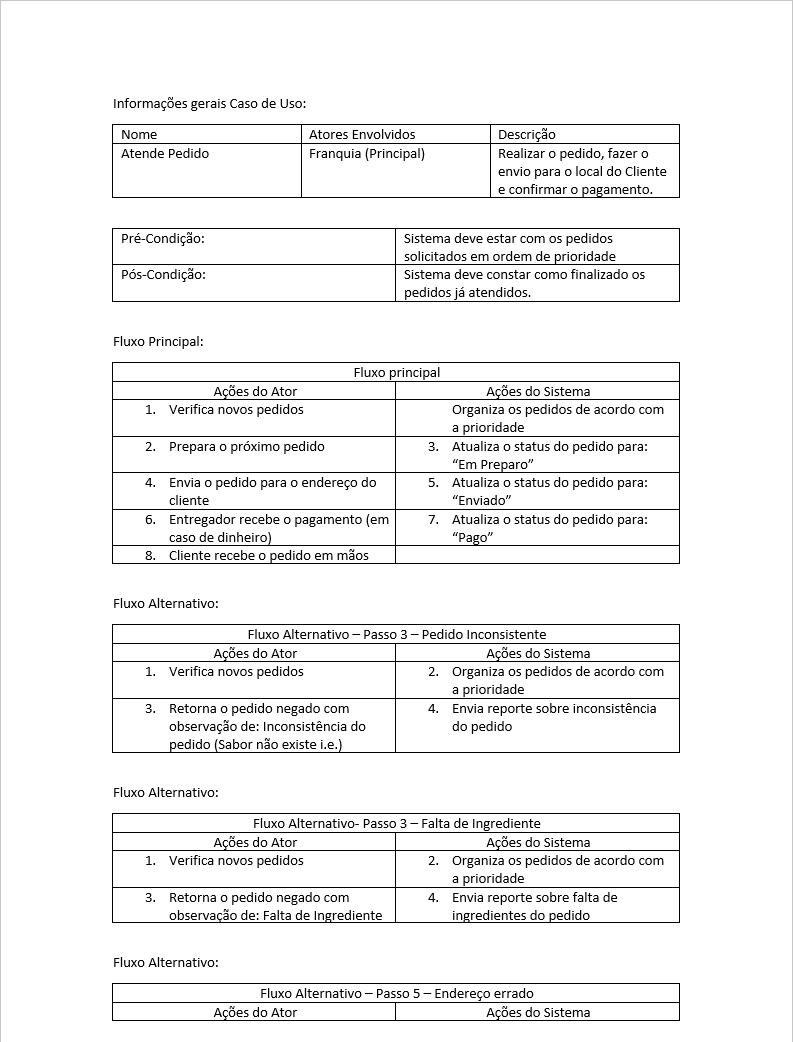 Informações gerais Caso de Uso:
Nome
Atores Envolvidos
Descrição
Atende Pedido
Franquia (Principal)
Realizar o pedido, fazer o
envio para o local do Cliente
e confirmar o pagamento.
Pré-Condição:
Sistema deve estar com os pedidos
solicitados em ordem de prioridade
Pós-Condição:
Sistema deve constar como finalizado os
pedidos já atendidos.
Fluxo Principal:
Fluxo principal
Ações do Ator
Ações do Sistema
1. Verifica novos pedidos
Organiza os pedidos de acordo com
a prioridade
2. Prepara o próximo pedido
3. Atualiza o status do pedido para:
“Em Preparo”
4. Envia o pedido para o endereço do
cliente
5. Atualiza o status do pedido para:
“Enviado”
6. Entregador recebe o pagamento (em
caso de dinheiro)
7. Atualiza o status do pedido para:
“Pago”
8. Cliente recebe o pedido em mãos
Fluxo Alternativo:
Fluxo Alternativo – Passo 3 – Pedido Inconsistente
Ações do Ator
Ações do Sistema
1. Verifica novos pedidos
2. Organiza os pedidos de acordo com
a prioridade
3. Retorna o pedido negado com
observação de: Inconsistência do
pedido (Sabor não existe i.e.)
4. Envia reporte sobre inconsistência
do pedido
Fluxo Alternativo:
Fluxo Alternativo- Passo 3 – Falta de Ingrediente
Ações do Ator
Ações do Sistema
1. Verifica novos pedidos
2. Organiza os pedidos de acordo com
a prioridade
3. Retorna o pedido negado com
observação de: Falta de Ingrediente
4. Envia reporte sobre falta de
ingredientes do pedido
Fluxo Alternativo:
Fluxo Alternativo – Passo 5 – Endereço errado
Ações do Ator
Ações do Sistema